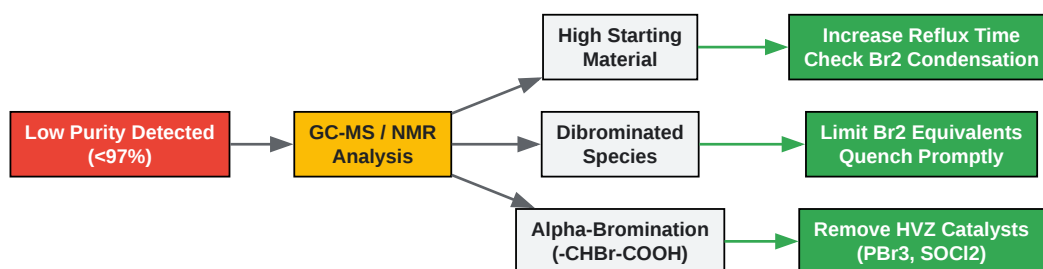 Low Purity Detected
(<97%)
GC-MS / NMR
Analysis
High Starting
Material
Increase Reflux Time
Check Br2 Condensation
Dibrominated
Species
Limit Br2 Equivalents
Quench Promptly
Alpha-Bromination
(-CHBr-COOH)
Remove HVZ Catalysts
(PBr3, SOCl2)